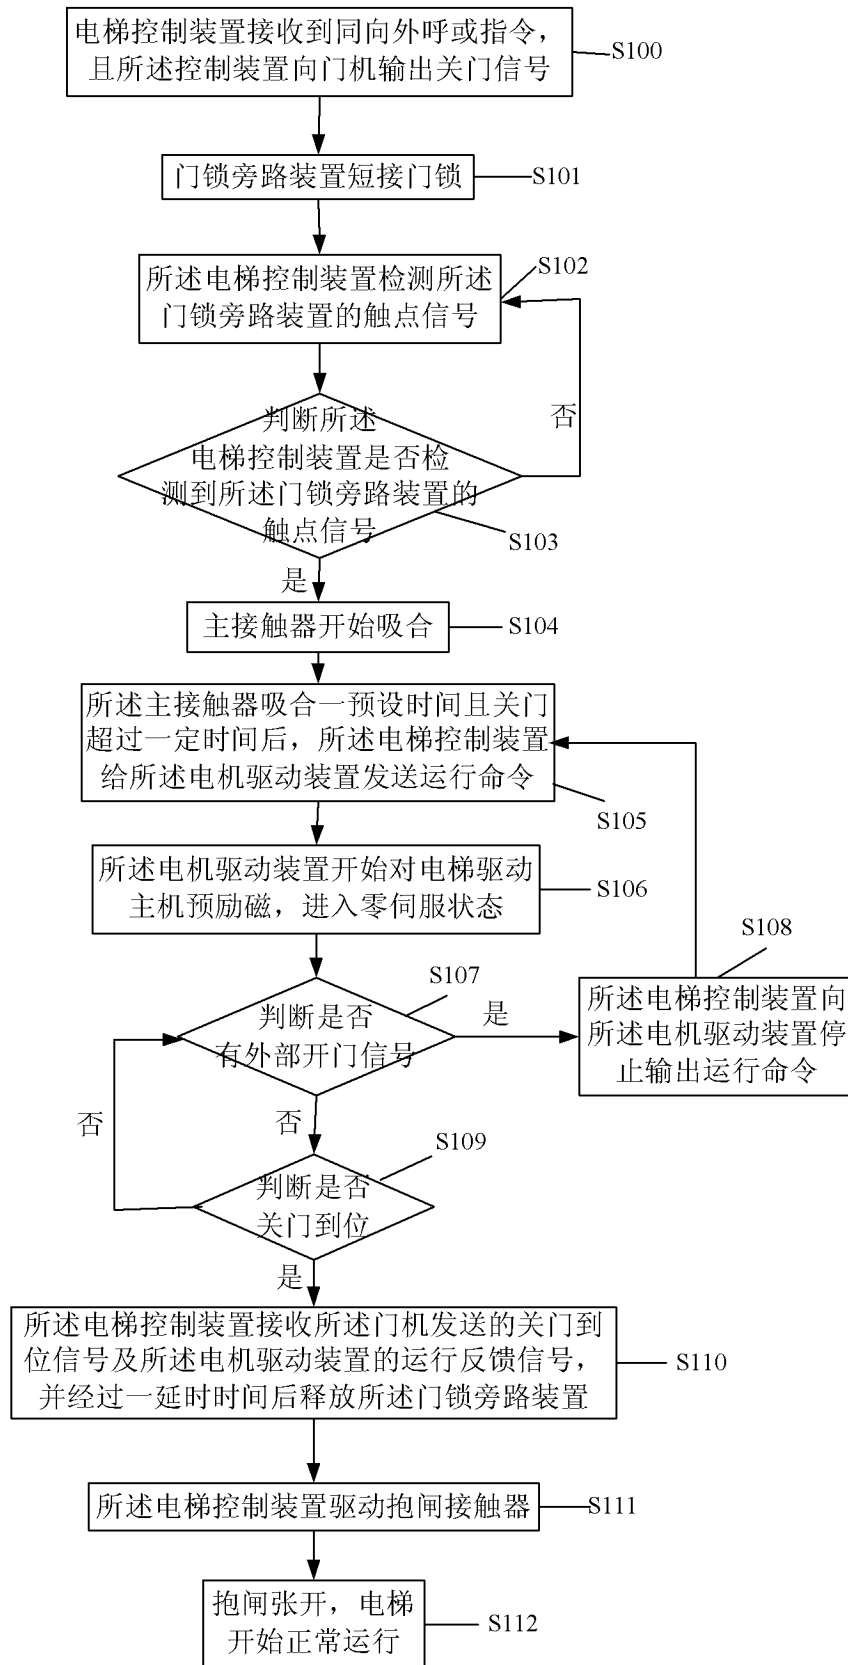 电梯控制装置接收到同向外呼或指令，
且所述控制装置向门机输出关门信号
S100
门锁旁路装置短接门锁
S101
所述电梯控制装置检测所述
门锁旁路装置的触点信号
S102
判断所述
电梯控制装置是否检
测到所述门锁旁路装置的
触点信号
否
S103
是
主接触器开始吸合
S104
所述主接触器吸合一预设时间且关门
超过一定时间后，所述电梯控制装置
给所述电机驱动装置发送运行命令
S105
所述电机驱动装置开始对电梯驱动
主机预励磁，进入零伺服状态
S106
判断是否
有外部开门信号
S107
是
所述电梯控制装置向
所述电机驱动装置停
止输出运行命令
S108
否
否
判断是否
关门到位
S109
是
所述电梯控制装置接收所述门机发送的关门到
位信号及所述电机驱动装置的运行反馈信号，
并经过一延时时间后释放所述门锁旁路装置
S110
所述电梯控制装置驱动抱闸接触器
S111
抱闸张开，电梯
开始正常运行
S112